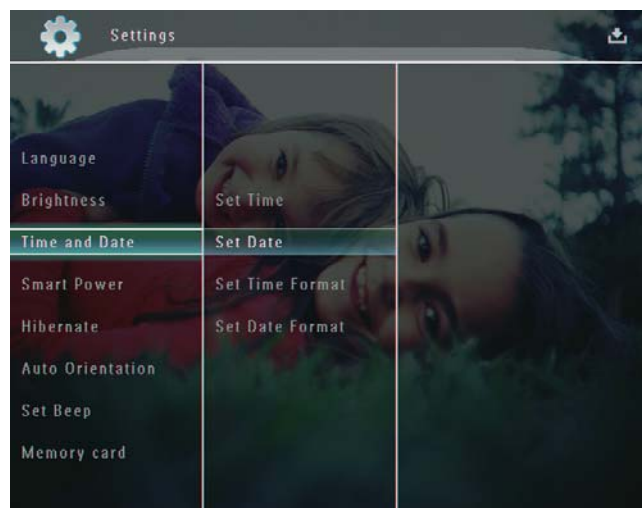 Settings
Language
Brightness
Time and Date
Smart Power
Hibernate
Auto Orientation
Set Beep
Memory card
Set Time
Set Date
Set Time Format
Set Date Format